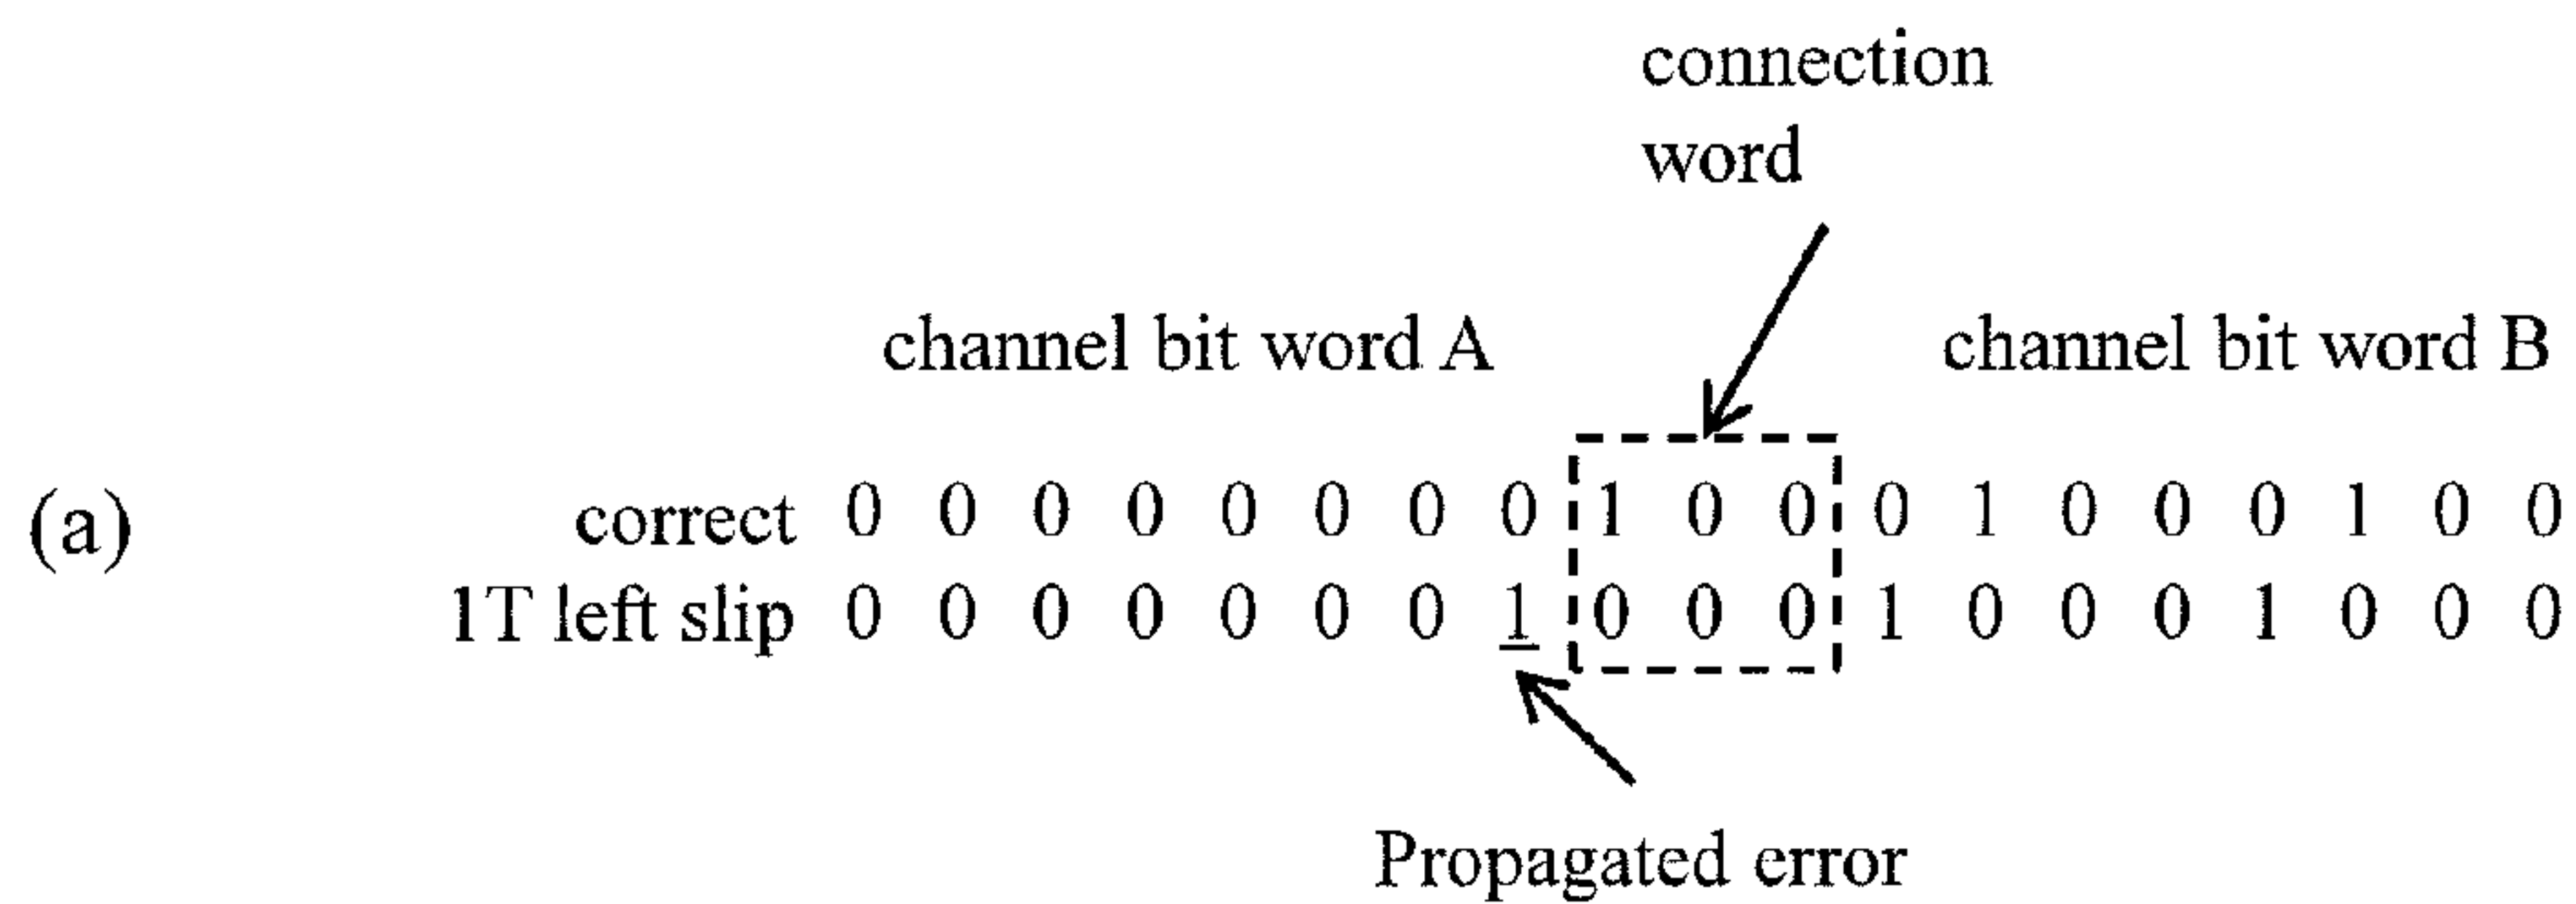 connection
word
channel bit word A
channel bit word B
(a)
correct 0 0 0 0 0 0 0 0 1 0 0 0 1 0 0 0 1 0 0
1T left slip 0 0 0 0 0 0 0 1 0 0 0 1 0 0 0 1 0 0 0
Propagated error